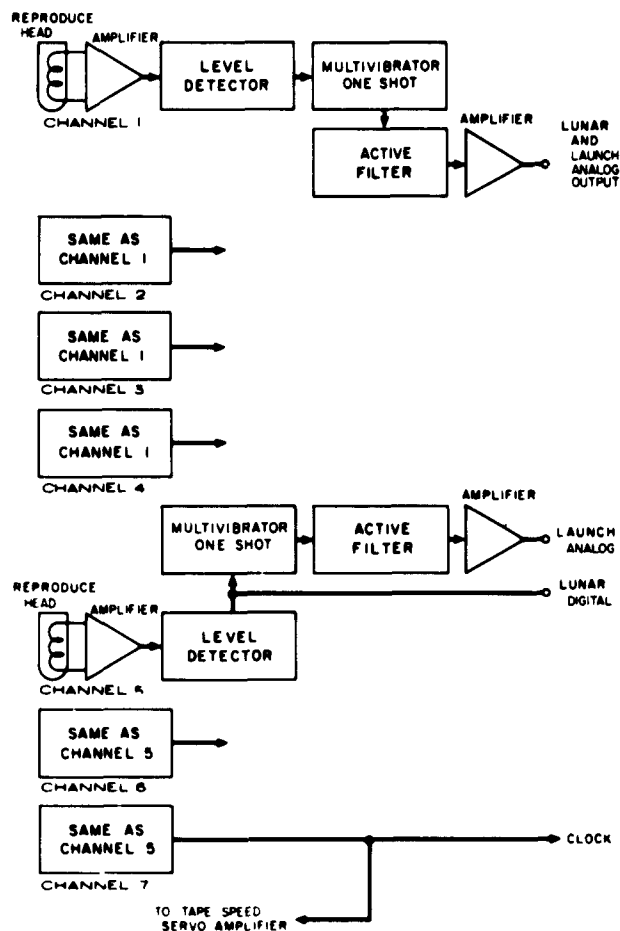 REPRODUCE
HEAD
AMPLIFIER
LEVEL
DETECTOR
MULTIVIBRATOR
ONE SHOT
CHANNEL 1
ACTIVE
FILTER
AMPLIFIER
LUNAR
AND
LAUNCH
ANALOG
OUTPUT
SAME AS
CHANNEL 1
CHANNEL 2
SAME AS
CHANNEL 1
CHANNEL 3
SAME AS
CHANNEL 1
CHANNEL 4
MULTIVIBRATOR
ONE SHOT
ACTIVE
FILTER
AMPLIFIER
LAUNCH
ANALOG
LUNAR
DIGITAL
REPRODUCE
HEAD
AMPLIFIER
LEVEL
DETECTOR
CHANNEL 5
SAME AS
CHANNEL 5
CHANNEL 6
SAME AS
CHANNEL 5
CHANNEL 7
CLOCK
TO TAPE SPEED
SERVO AMPLIFIER